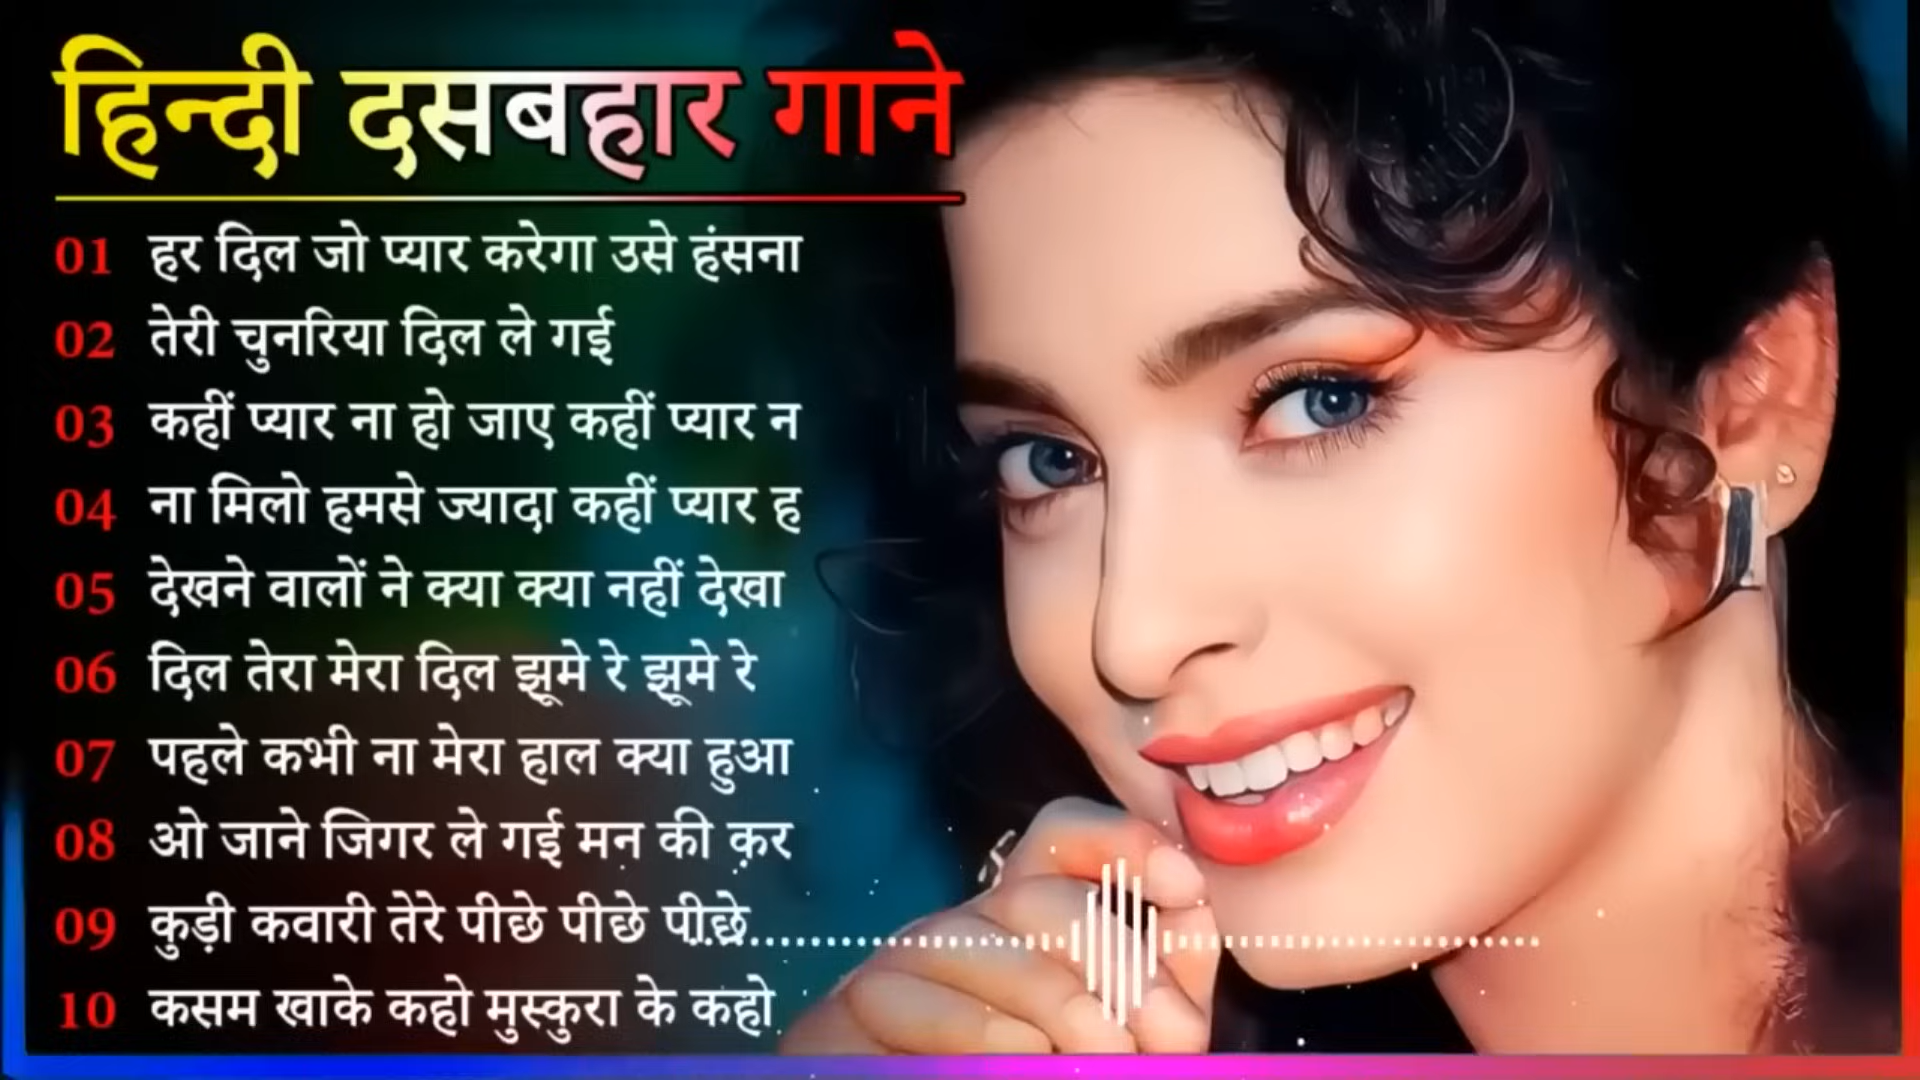 हिन्दी दसबहार गाने
01 हर दिल जो प्यार करेगा उसे हंसना
02 तेरी चुनरिया दिल ले गई
03 कहीं प्यार ना हो जाए कहीं प्यार न
04 ना मिलो हमसे ज्यादा कहीं प्यार ह
05 देखने वालों ने क्या क्या नहीं देखा
06 दिल तेरा मेरा दिल झूमे रे झूमे रे
07 पहले कभी ना मेरा हाल क्या हुआ
08 ओ जाने जिगर ले गई मन की कर
09 कुड़ी कवारी तेरे पीछे पीछे पीछे
10 कसम खाके कहो मुस्कुरा के कहो